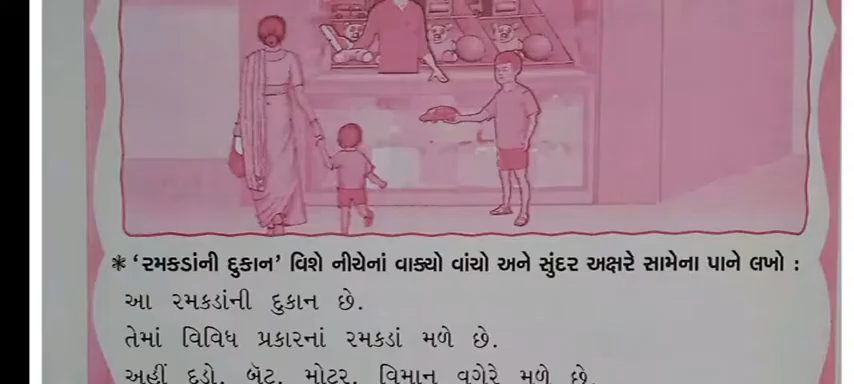 * ‘રમકડાંની દુકાન’ વિશે નીચેનાં વાક્યો વાંચો અને સુંદર અક્ષરે સામેના પાને લખો :
આ રમકડાંની દુકાન છે.
તેમાં વિવિધ પ્રકારનાં રમકડાં મળે છે.
અહીં દડો, બૅટ, મોટર, વિમાન વગેરે મળે છે.